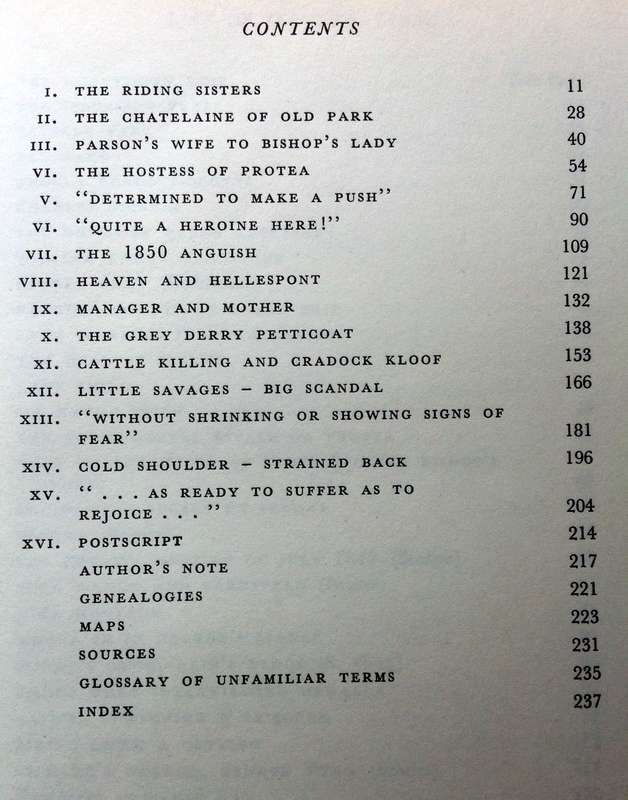 CONTENTS
I. THE RIDING SISTERS 11
II. THE CHATELAINE OF OLD PARK 28
III. PARSON'S WIFE TO BISHOP'S LADY 40
VI. THE HOSTESS OF PROTEA 54
V. "DETERMINED TO MAKE A PUSH" 71
VI. "QUITE A HEROINE HERE!" 90
VII. THE 1850 ANGUISH 109
VIII. HEAVEN AND HELLESPONT 121
IX. MANAGER AND MOTHER 132
X. THE GREY DERRY PETTICOAT 138
XI. CATTLE KILLING AND CRADOCK KLOOF 153
XII. LITTLE SAVAGES – BIG SCANDAL 166
XIII. "WITHOUT SHRINKING OR SHOWING SIGNS OF
FEAR" 181
XIV. COLD SHOULDER – STRAINED BACK 196
XV. " . . . AS READY TO SUFFER AS TO
REJOICE . . . " 204
XVI. POSTSCRIPT 214
AUTHOR'S NOTE 217
GENEALOGIES 221
MAPS 223
SOURCES 231
GLOSSARY OF UNFAMILIAR TERMS 235
INDEX 237